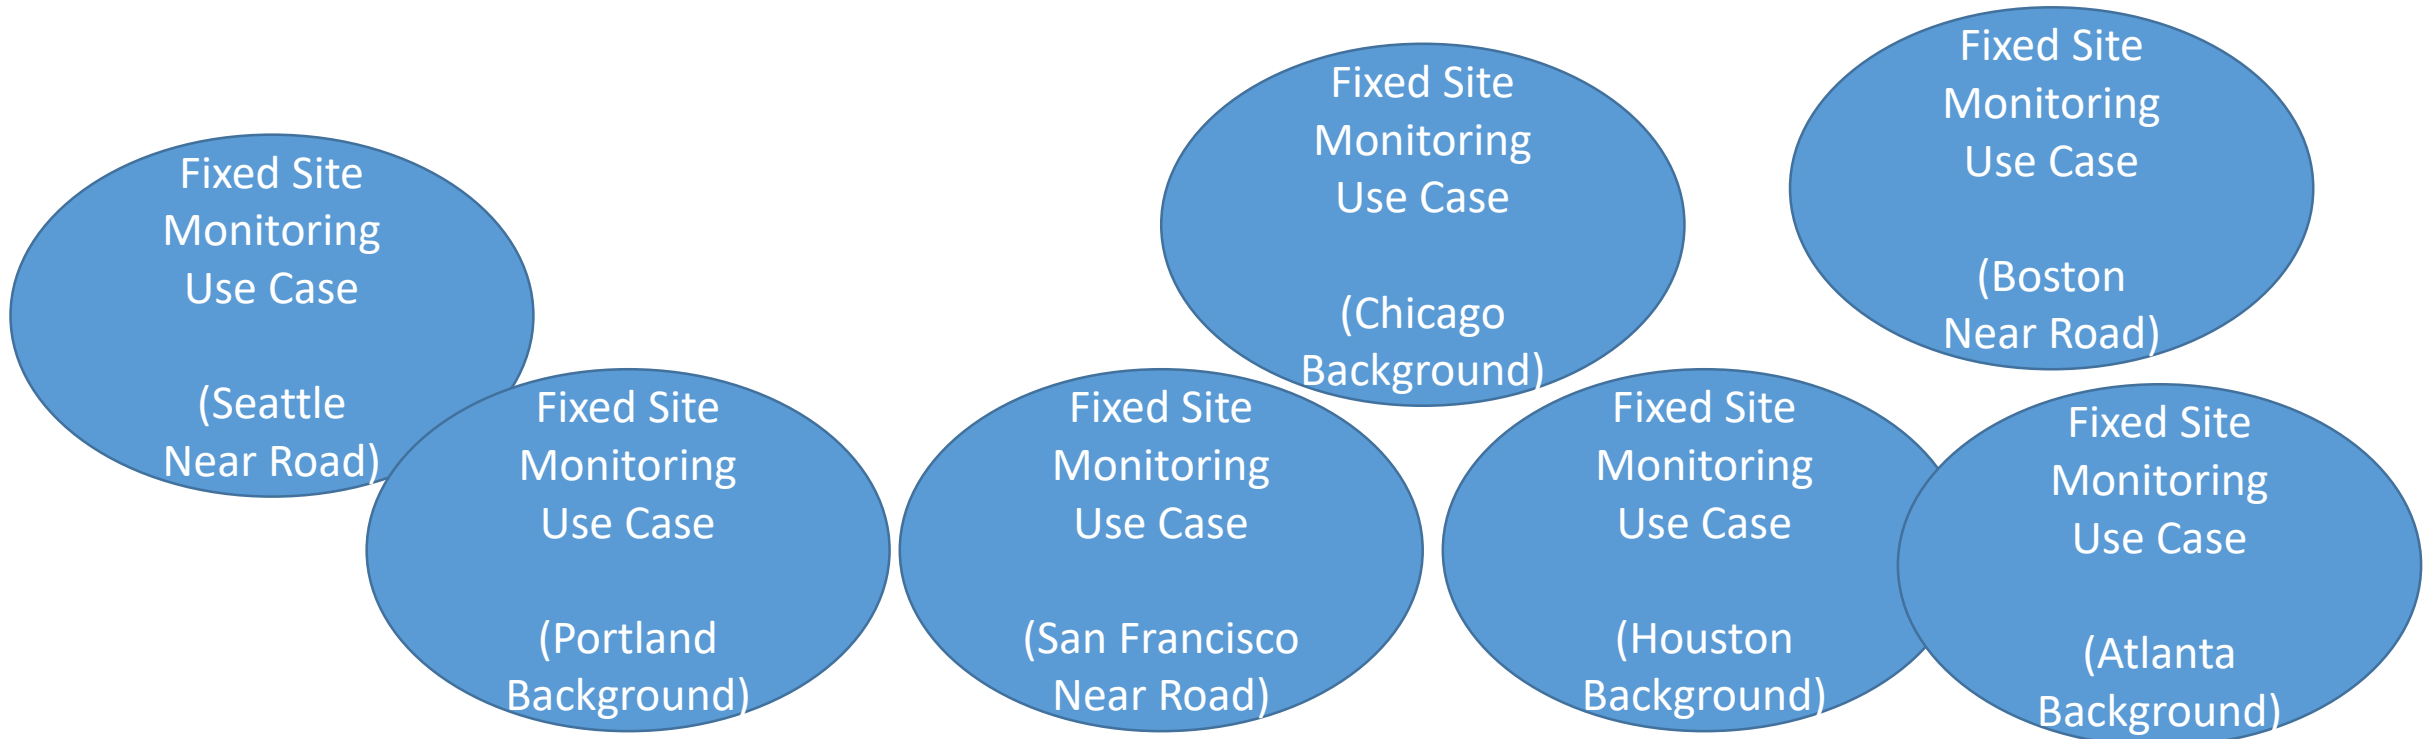 Fixed Site
Monitoring
Use Case
(Seattle
Near Road)
Fixed Site
Monitoring
Use Case
(Portland
Background)
Fixed Site
Monitoring
Use Case
(San Francisco
Near Road)
Fixed Site
Monitoring
Use Case
(Chicago
Background)
Fixed Site
Monitoring
Use Case
(Houston
Background)
Fixed Site
Monitoring
Use Case
(Boston
Near Road)
Fixed Site
Monitoring
Use Case
(Atlanta
Background)